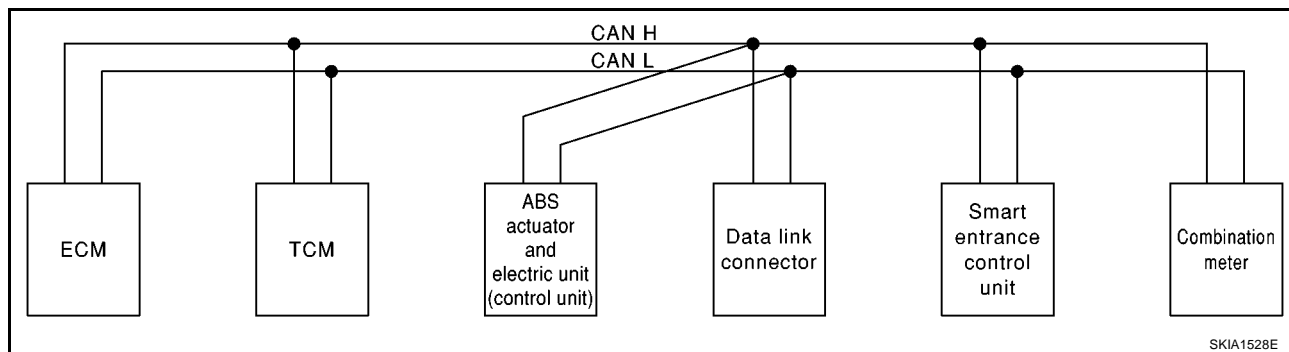 CAN H
CAN L
ECM
TCM
ABS
actuator
and
electric unit
(control unit)
Data link
connector
Smart
entrance
control
unit
Combination
meter
SKIA1528E